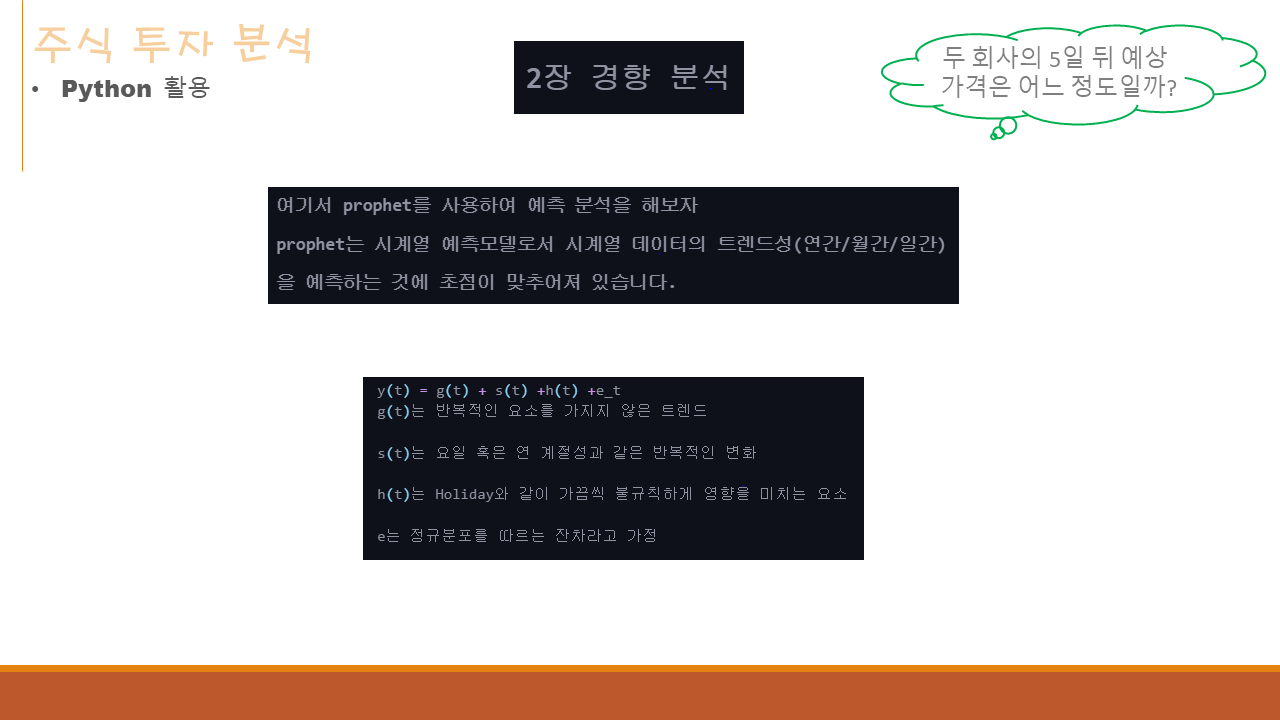 주식 투자 분석
• Python 활용
2장 경향 분석
두 회사의 5일 뒤 예상
가격은 어느 정도일까?
여기서 prophet를 사용하여 예측 분석을 해보자
prophet는 시계열 예측모델로서 시계열 데이터의 트렌드성(연간/월간/일간)
을 예측하는 것에 초점이 맞추어져 있습니다.
y(t) = g(t) + s(t) +h(t) +e_t
g(t)는 반복적인 요소를 가지지 않은 트렌드
s(t)는 요일 혹은 연 계절성과 같은 반복적인 변화
h(t)는 Holiday와 같이 가끔씩 불규칙하게 영향을 미치는 요소
e는 정규분포를 따르는 잔차라고 가정